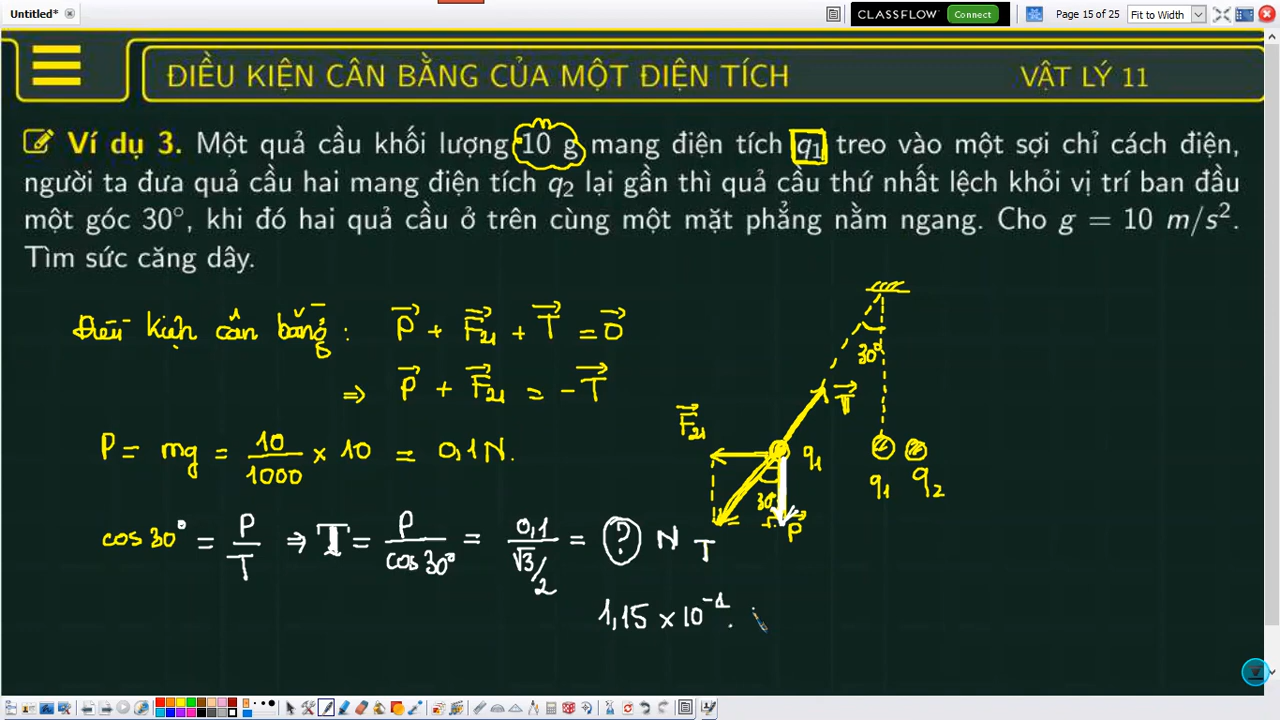 Untitled*
CLASSFLOW Connect
Page 15 of 25
Fit to Width
ĐIỀU KIỆN CÂN BẰNG CỦA MỘT ĐIỆN TÍCH
VẬT LÝ 11
Ví dụ 3. Một quả cầu khối lượng 10 g mang điện tích q₁ treo vào một sợi chỉ cách điện,
người ta đưa quả cầu hai mang điện tích q₂ lại gần thì quả cầu thứ nhất lệch khỏi vị trí ban đầu
một góc 30°, khi đó hai quả cầu ở trên cùng một mặt phẳng nằm ngang. Cho g = 10 m/s².
Tìm sức căng dây.
Điều kiện cân bằng : P⃗ + F⃗₂₁ + T⃗ = 0⃗
⇒ P⃗ + F⃗₂₁ = −T⃗
P = mg = 10/1000 × 10 = 0,1 N.
cos 30° = P/T ⇒ T = P/cos 30° = 0,1/(√3/2) = ? N
1,15 × 10⁻¹.
30°
T⃗
F⃗₂₁
q₁
q₁
q₂
30°
P⃗
T